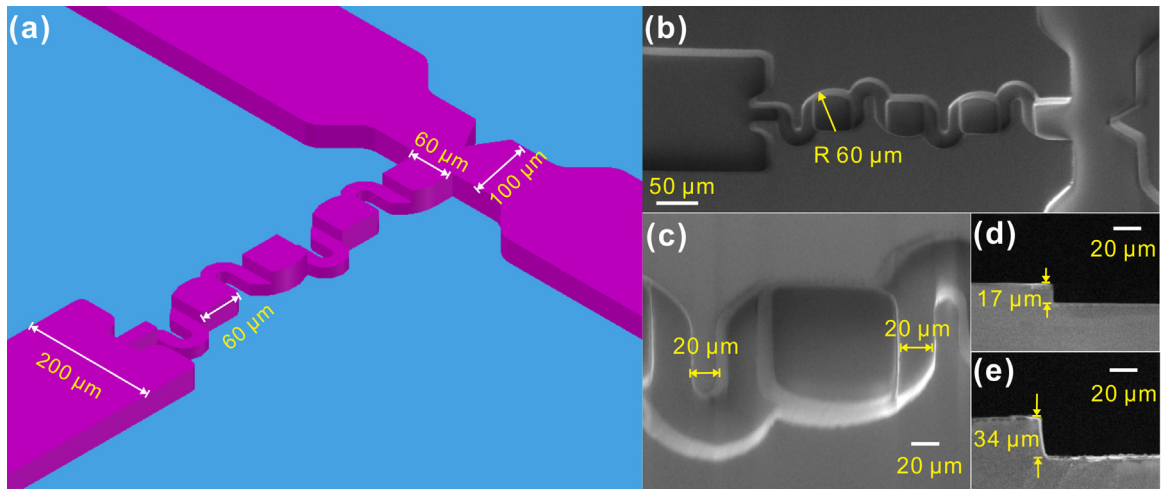 (a)
60 µm
100 µm
60 µm
200 µm
(b)
R 60 µm
50 µm
(c)
20 µm
20 µm
20 µm
(d)
20 µm
17 µm
(e)
20 µm
34 µm